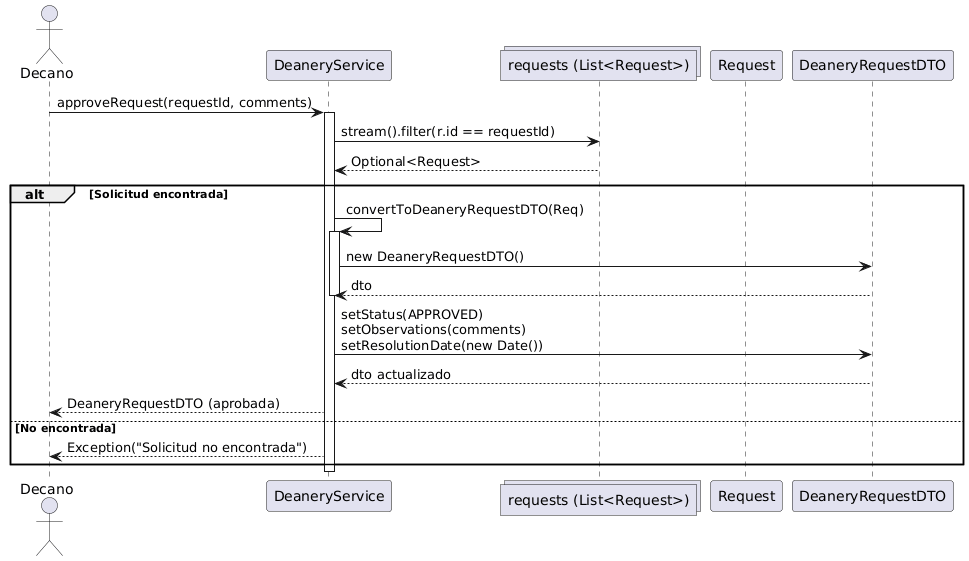 Decano
DeaneryService
requests (List<Request>)
Request
DeaneryRequestDTO
approveRequest(requestId, comments)
stream().filter(r.id == requestId)
Optional<Request>
alt
[Solicitud encontrada]
convertToDeaneryRequestDTO(Req)
new DeaneryRequestDTO()
dto
setStatus(APPROVED)
setObservations(comments)
setResolutionDate(new Date())
dto actualizado
DeaneryRequestDTO (aprobada)
[No encontrada]
Exception("Solicitud no encontrada")
Decano
DeaneryService
requests (List<Request>)
Request
DeaneryRequestDTO